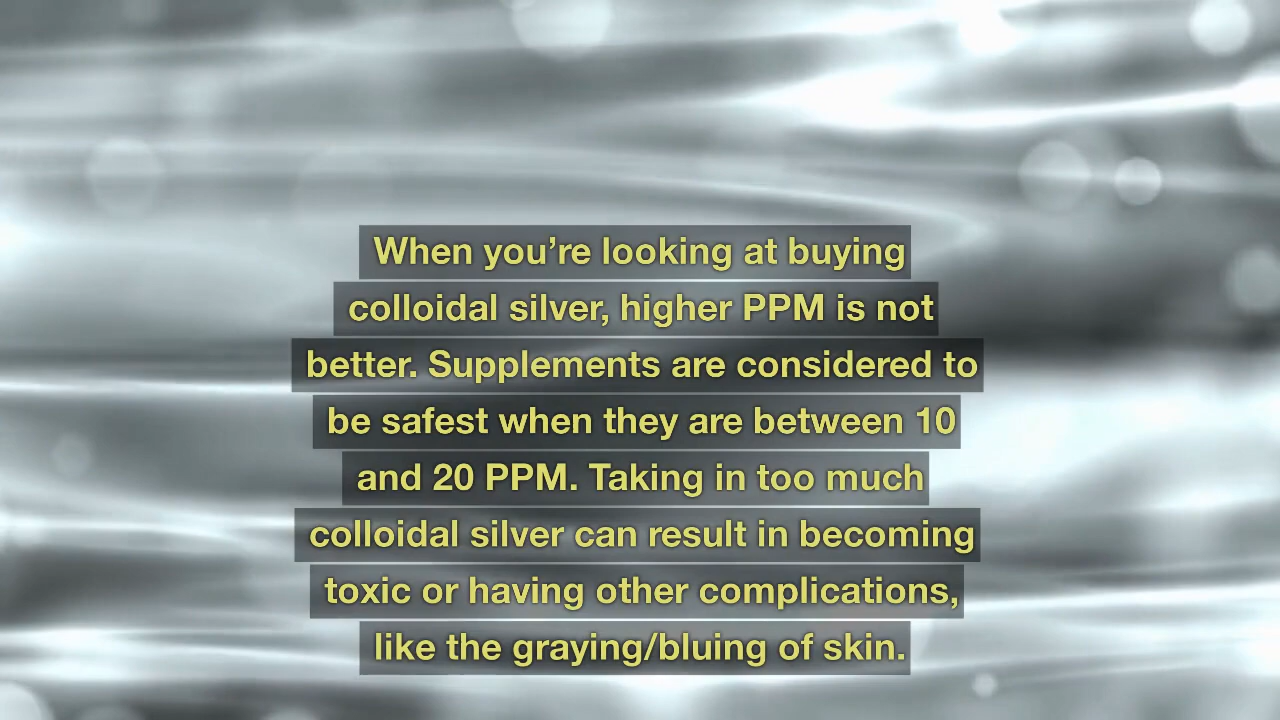 When you’re looking at buying
colloidal silver, higher PPM is not
better. Supplements are considered to
be safest when they are between 10
and 20 PPM. Taking in too much
colloidal silver can result in becoming
toxic or having other complications,
like the graying/bluing of skin.